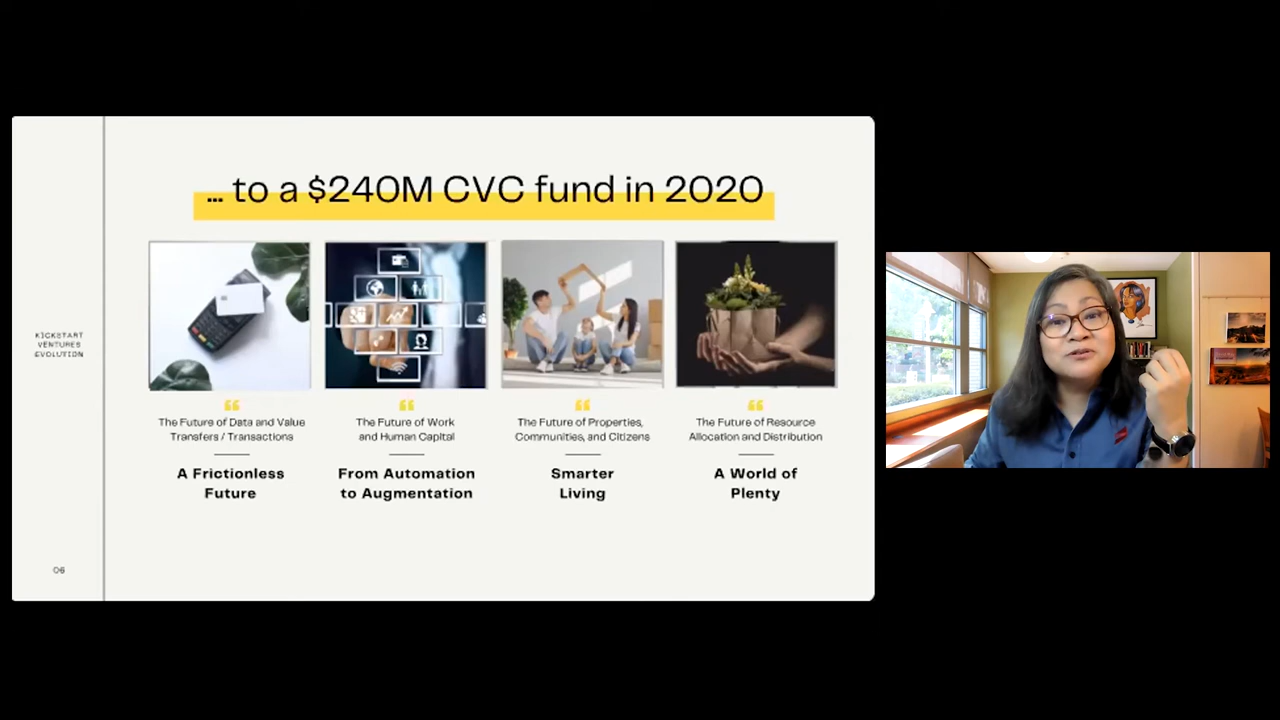 ... to a $240M CVC fund in 2020
KICKSTART
VENTURES
EVOLUTION
The Future of Data and Value
Transfers / Transactions
A Frictionless
Future
The Future of Work
and Human Capital
From Automation
to Augmentation
The Future of Properties,
Communities, and Citizens
Smarter
Living
The Future of Resource
Allocation and Distribution
A World of
Plenty
06